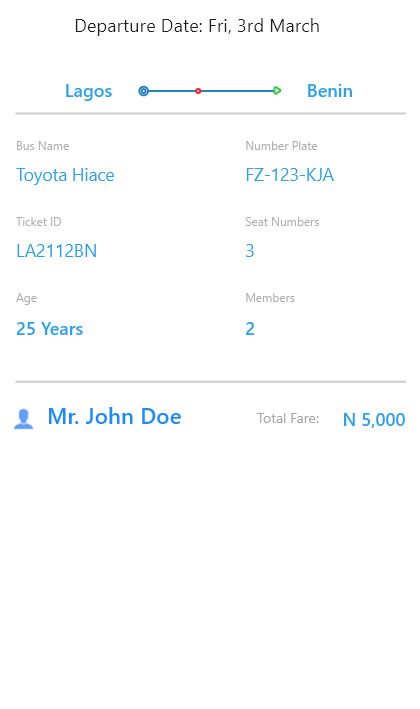 Departure Date: Fri, 3rd March
Lagos Benin
Bus Name Number Plate
Toyota Hiace FZ-123-KJA
Ticket ID Seat Numbers
LA2112BN 3
Age Members
25 Years 2
Mr. John Doe Total Fare: N 5,000